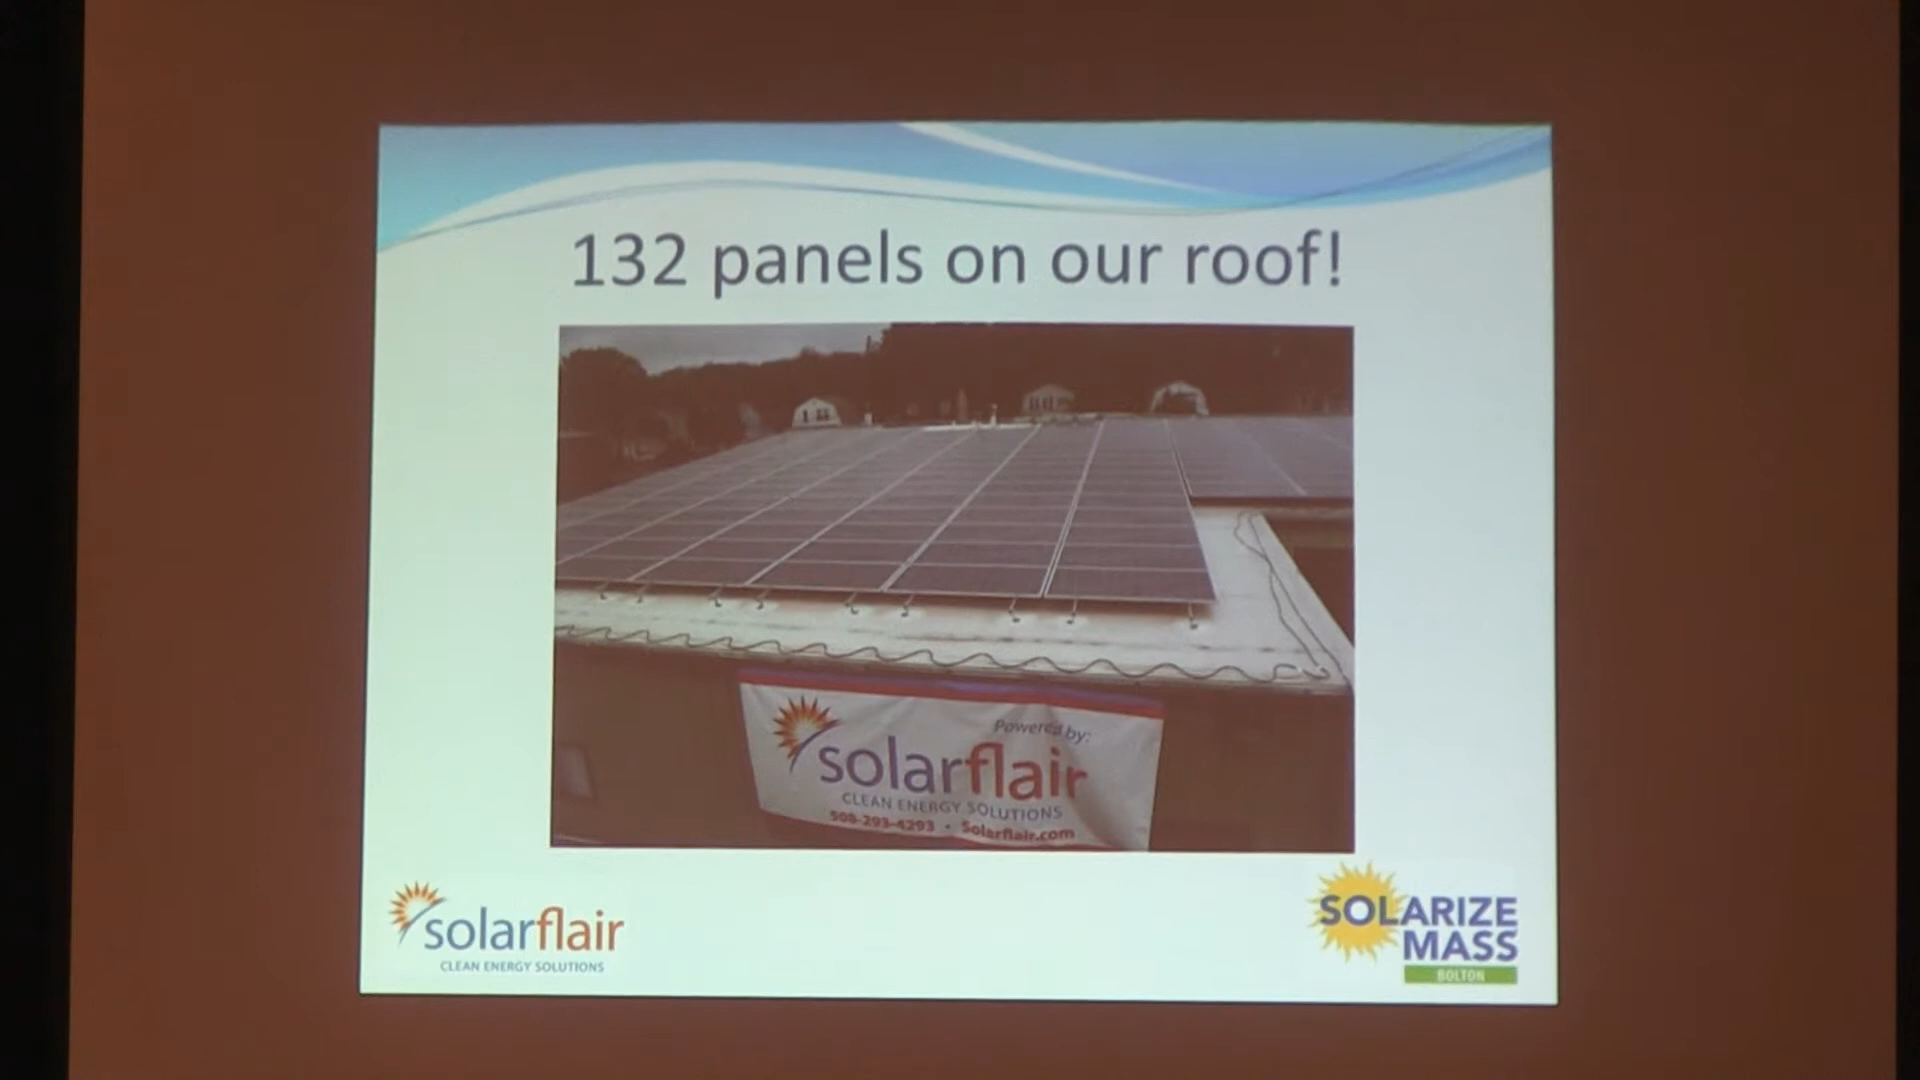 132 panels on our roof!
Powered by:
solarflair
CLEAN ENERGY SOLUTIONS
508-293-4293 • Solarflair.com
solarflair
CLEAN ENERGY SOLUTIONS
SOLARIZE
MASS
BOLTON